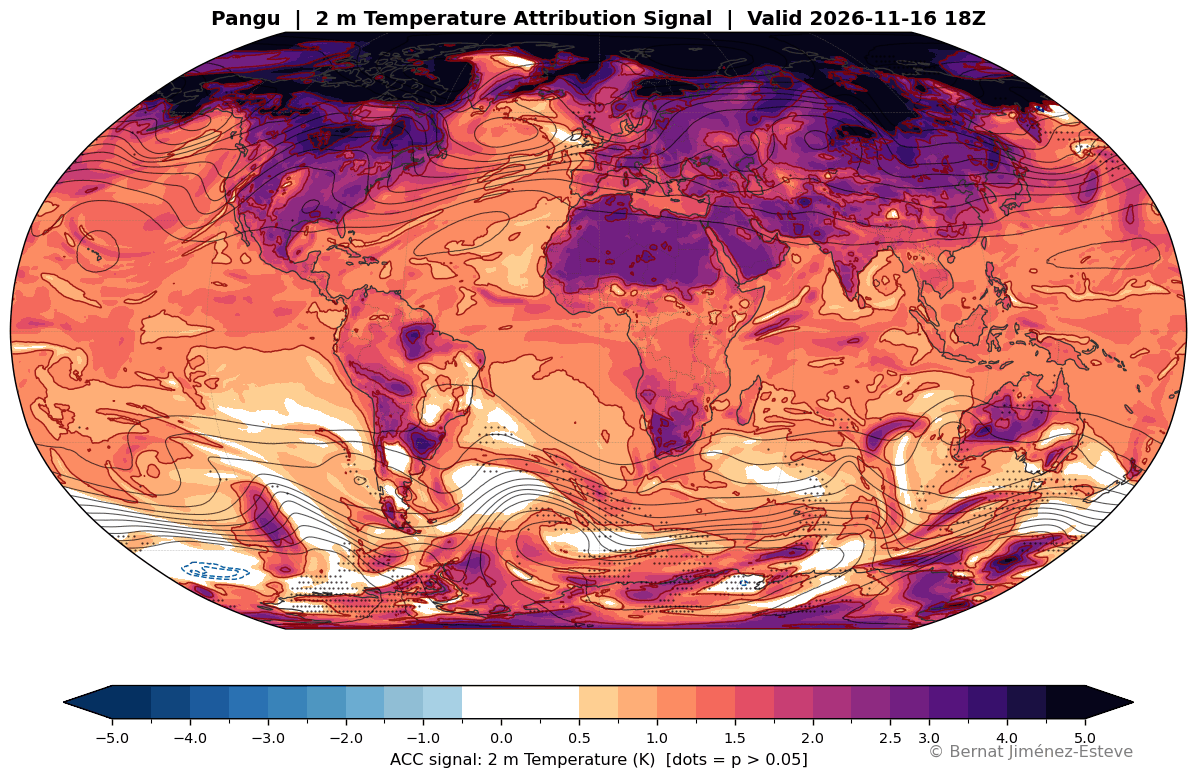 Pangu | 2 m Temperature Attribution Signal | Valid 2026-11-16 18Z
−5.0 −4.0 −3.0 −2.0 −1.0 0.0 0.5 1.0 1.5 2.0 2.5 3.0 4.0 5.0
© Bernat Jiménez-Esteve
ACC signal: 2 m Temperature (K) [dots = p > 0.05]